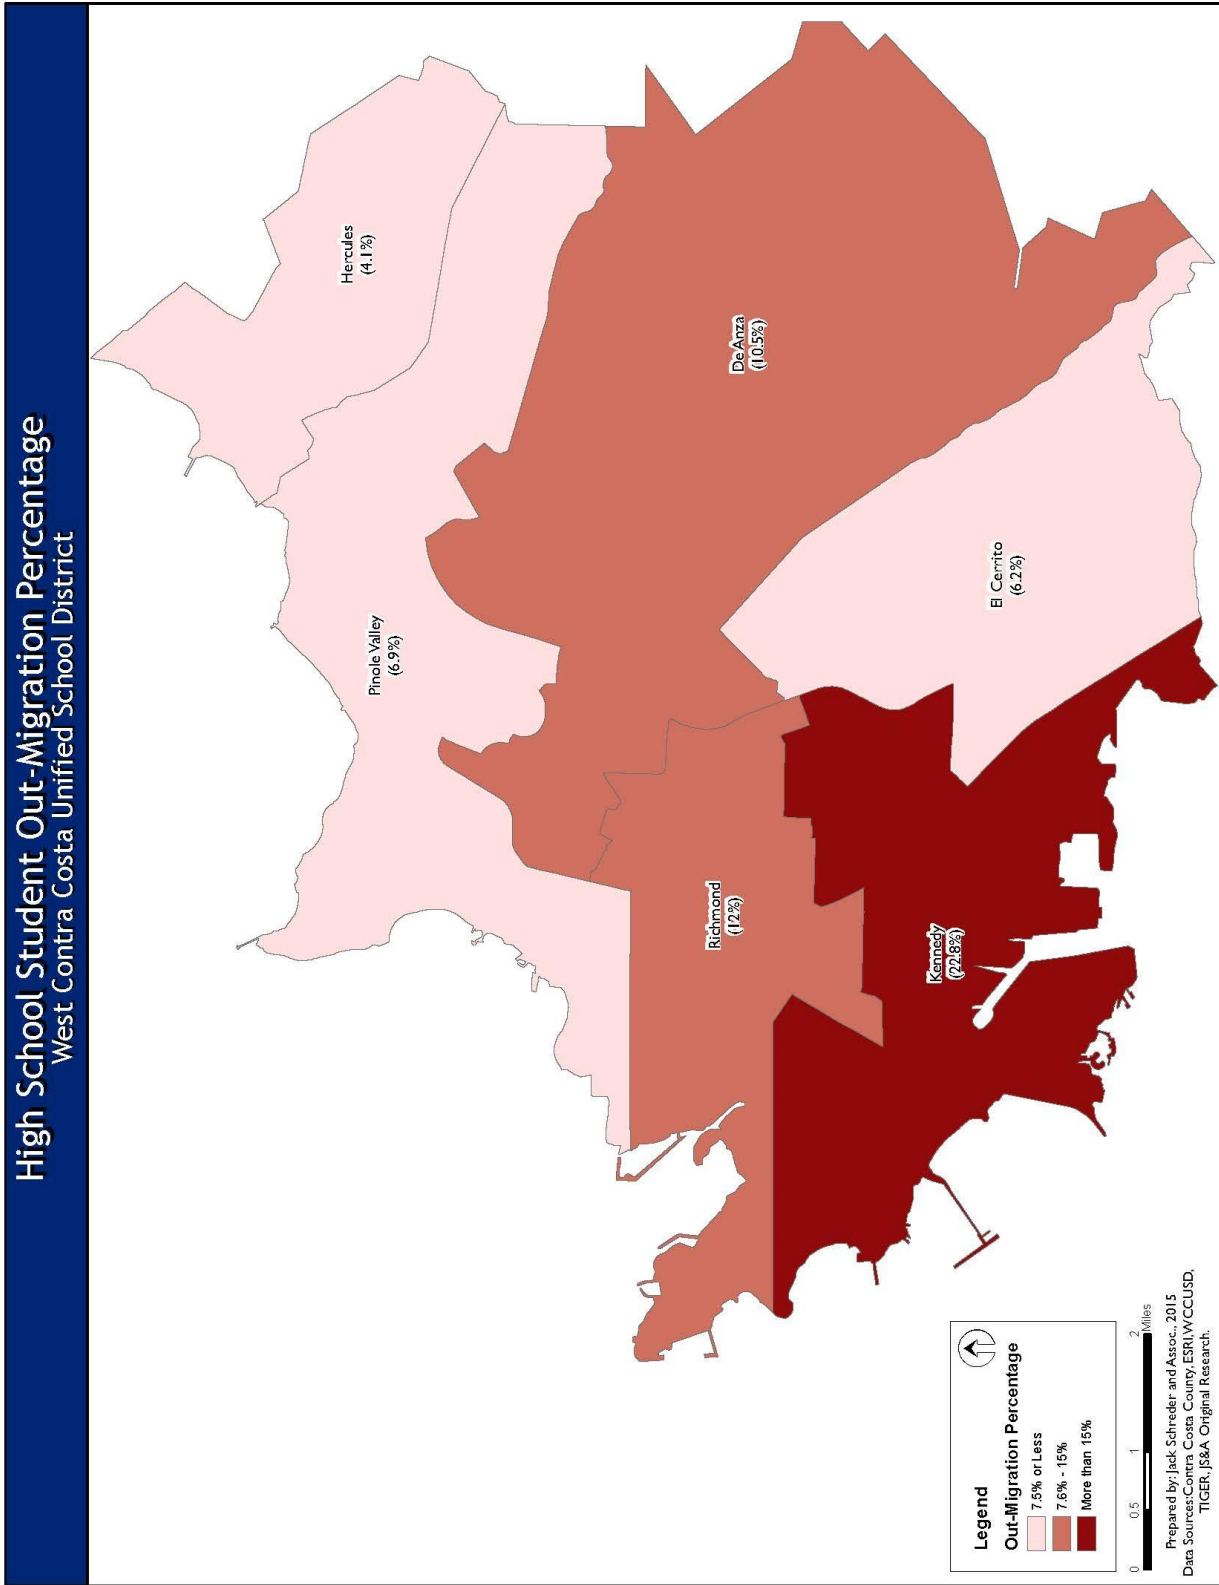 High School Student Out-Migration Percentage
West Contra Costa Unified School District
Hercules
(4.1%)
Pinole Valley
(6.9%)
De Anza
(10.5%)
El Cerrito
(6.2%)
Richmond
(12%)
Kennedy
(22.8%)
Legend
Out-Migration Percentage
7.5% or Less
7.6% - 15%
More than 15%
0 0.5 1 2
Miles
Prepared by: Jack Schreder and Assoc., 2015
Data Sources:Contra Costa County, ESRI, WCCUSD,
TIGER, JS&A Original Research.